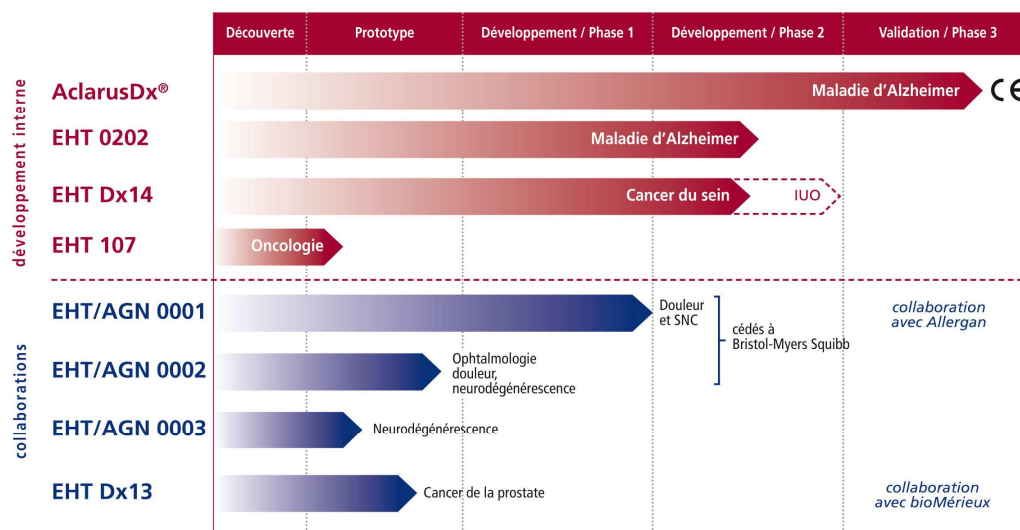 Découverte
Prototype
Développement / Phase 1
Développement / Phase 2
Validation / Phase 3
développement interne
AclarusDx®
Maladie d'Alzheimer
CE
EHT 0202
Maladie d'Alzheimer
EHT Dx14
Cancer du sein
IUO
EHT 107
Oncologie
collaborations
EHT/AGN 0001
Douleur
et SNC
cédés à
Bristol-Myers Squibb
collaboration
avec Allergan
EHT/AGN 0002
Ophtalmologie
douleur,
neurodégénérescence
EHT/AGN 0003
Neurodégénérescence
EHT Dx13
Cancer de la prostate
collaboration
avec bioMérieux